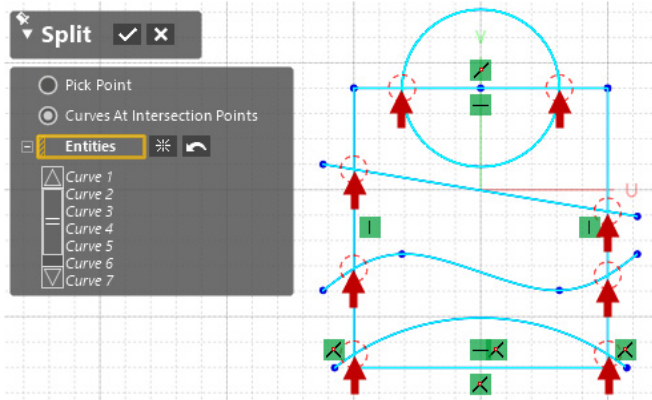 Split
Pick Point
Curves At Intersection Points
Entities
Curve 1
Curve 2
Curve 3
Curve 4
Curve 5
Curve 6
Curve 7
V
U